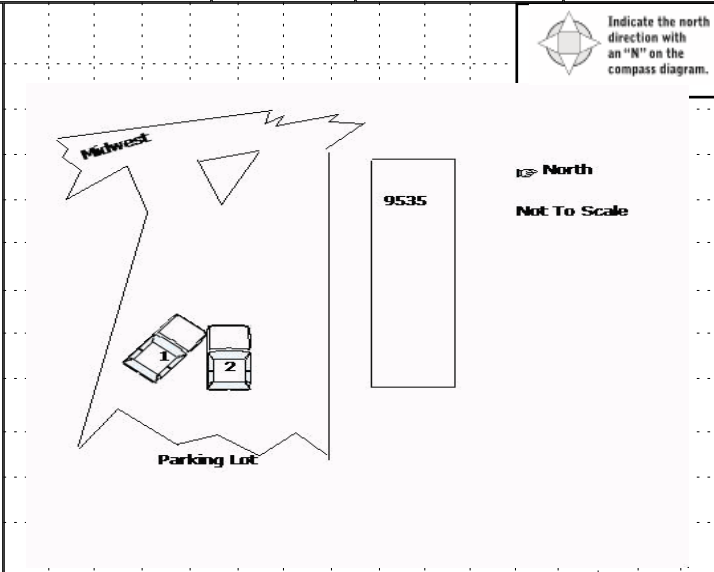 Indicate the north
direction with
an "N" on the
compass diagram.
Midwest
North
9535
Not To Scale
1
2
Parking Lot